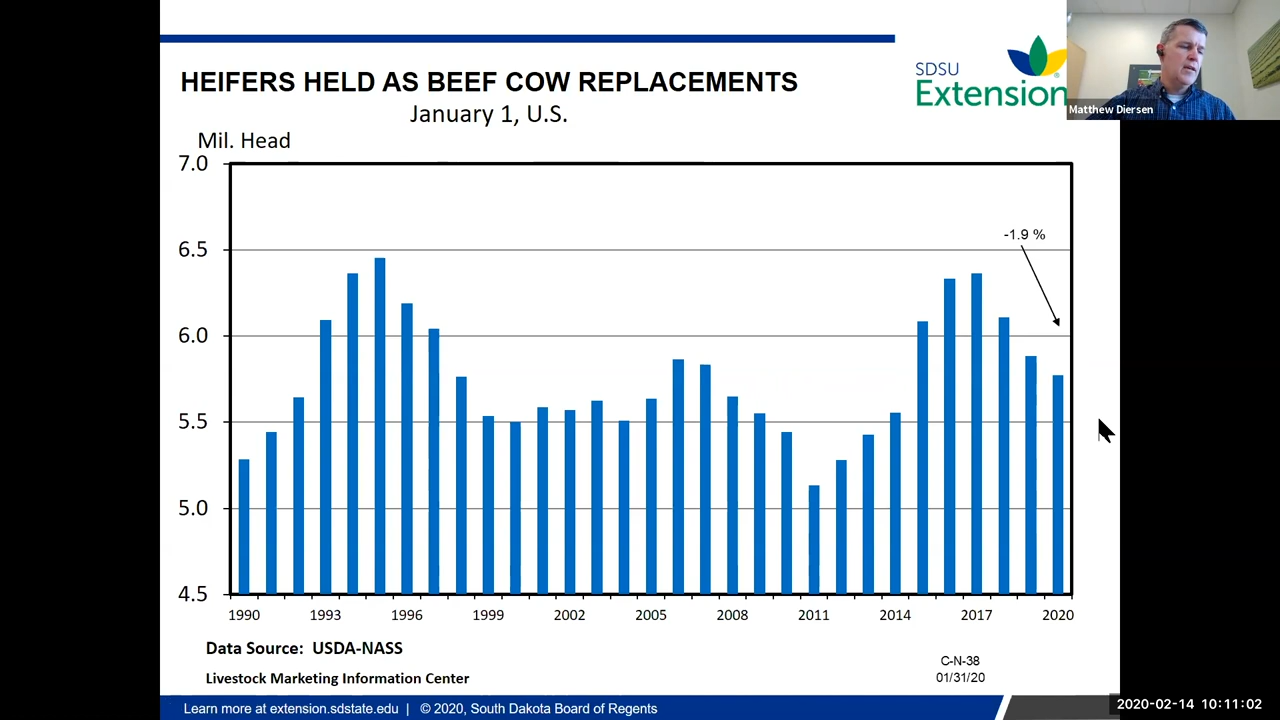 HEIFERS HELD AS BEEF COW REPLACEMENTS
January 1, U.S.
SDSU
Extension
®
Matthew Diersen
Mil. Head
7.0
6.5
6.0
5.5
5.0
4.5
-1.9 %
1990 1993 1996 1999 2002 2005 2008 2011 2014 2017 2020
Data Source: USDA-NASS
Livestock Marketing Information Center
C-N-38
01/31/20
Learn more at extension.sdstate.edu | © 2020, South Dakota Board of Regents
2020-02-14 10:11:02